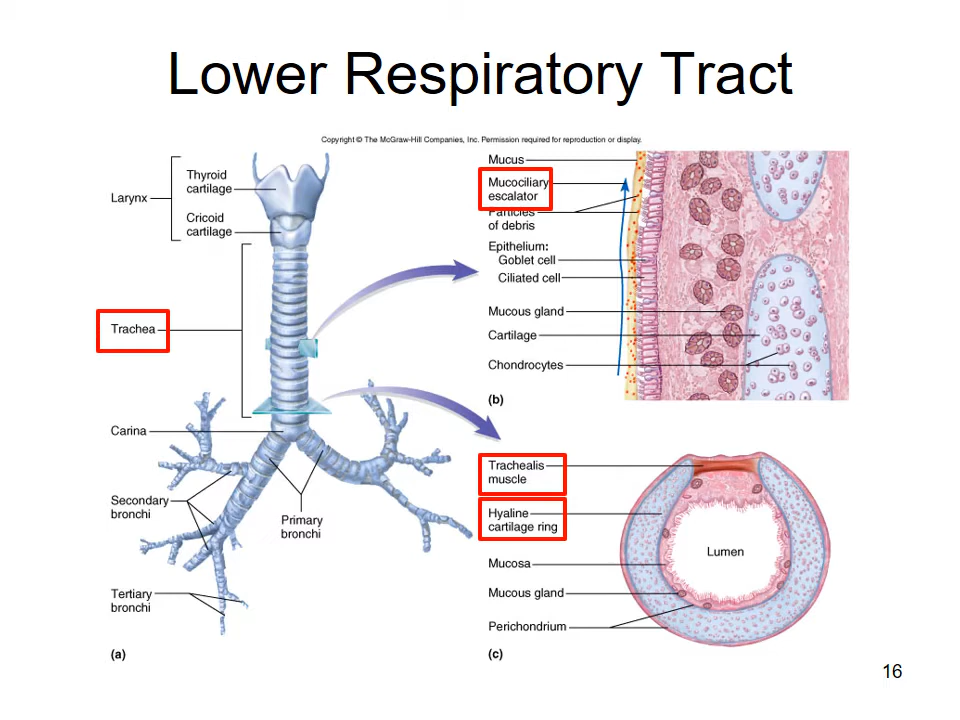 Lower Respiratory Tract
Copyright © The McGraw-Hill Companies, Inc. Permission required for reproduction or display.
Larynx
Thyroid
cartilage
Cricoid
cartilage
Trachea
Carina
Secondary
bronchi
Primary
bronchi
Tertiary
bronchi
(a)
Mucus
Mucociliary
escalator
Particles
of debris
Epithelium:
Goblet cell
Ciliated cell
Mucous gland
Cartilage
Chondrocytes
(b)
Trachealis
muscle
Hyaline
cartilage ring
Lumen
Mucosa
Mucous gland
Perichondrium
(c)
16